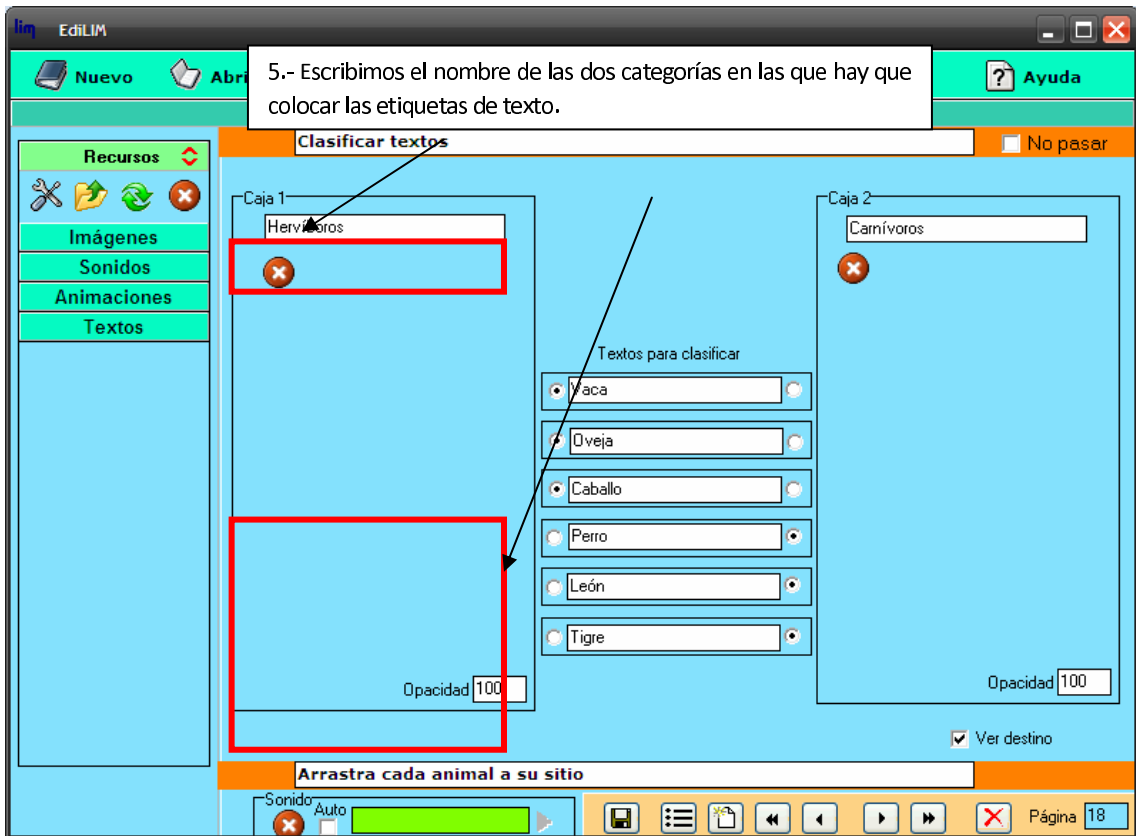 lim EdiLIM
Nuevo
Abri
5.- Escribimos el nombre de las dos categorías en las que hay que
colocar las etiquetas de texto.
Ayuda
Recursos
Imágenes
Sonidos
Animaciones
Textos
Clasificar textos
No pasar
Caja 1
Hervíboros
Caja 2
Carnívoros
Textos para clasificar
Vaca
Oveja
Caballo
Perro
León
Tigre
Opacidad 100
Opacidad 100
Ver destino
Arrastra cada animal a su sitio
Sonido
Auto
Página 18